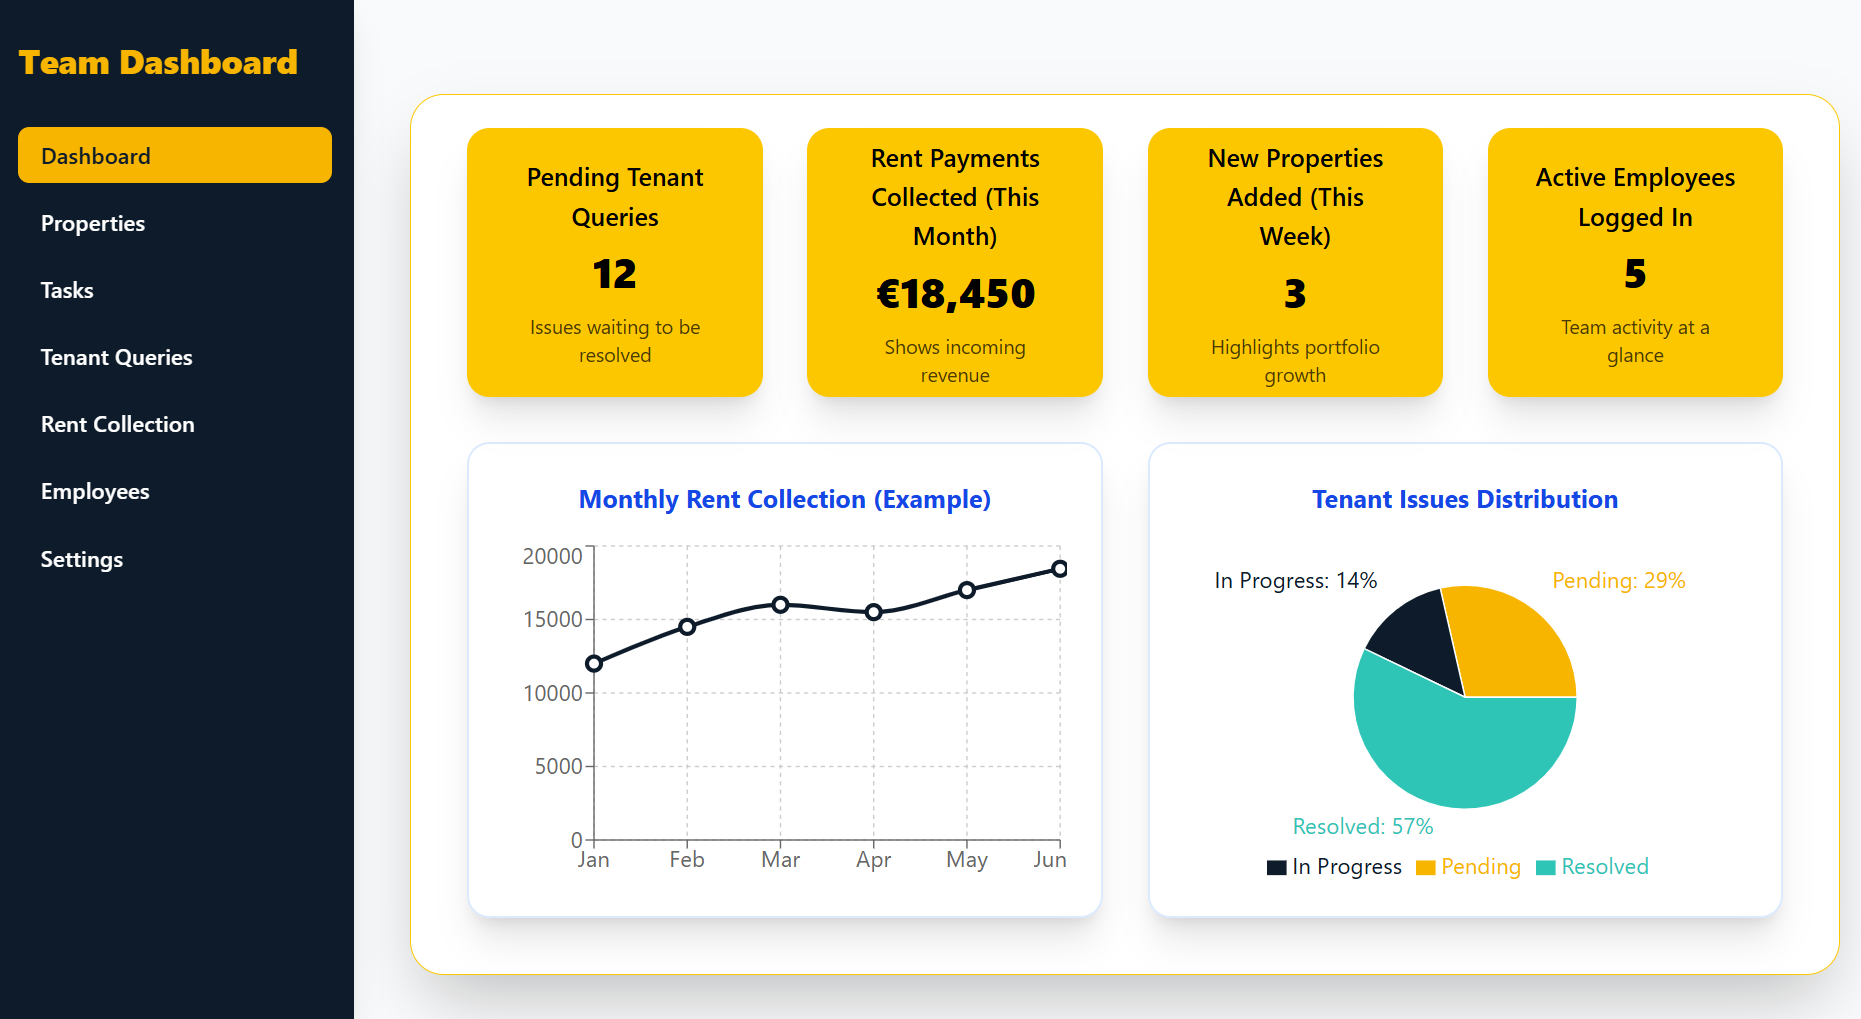 Team Dashboard
Dashboard
Properties
Tasks
Tenant Queries
Rent Collection
Employees
Settings
Pending Tenant
Queries
12
Issues waiting to be
resolved
Rent Payments
Collected (This
Month)
€18,450
Shows incoming
revenue
New Properties
Added (This
Week)
3
Highlights portfolio
growth
Active Employees
Logged In
5
Team activity at a
glance
Monthly Rent Collection (Example)
20000
15000
10000
5000
0
Jan Feb Mar Apr May Jun
Tenant Issues Distribution
In Progress: 14%
Pending: 29%
Resolved: 57%
In Progress Pending Resolved